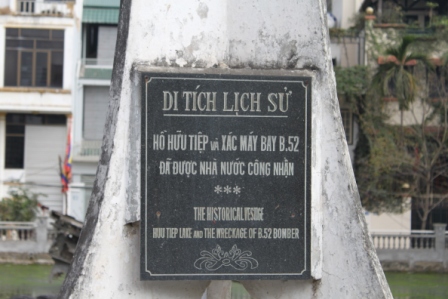 DI TÍCH LỊCH SỬ
HỒ HỮU TIỆP VÀ XÁC MÁY BAY B.52
ĐÃ ĐƯỢC NHÀ NƯỚC CÔNG NHẬN
***
THE HISTORICAL VESTIGE
HUU TIEP LAKE AND THE WRECKAGE OF B.52 BOMBER